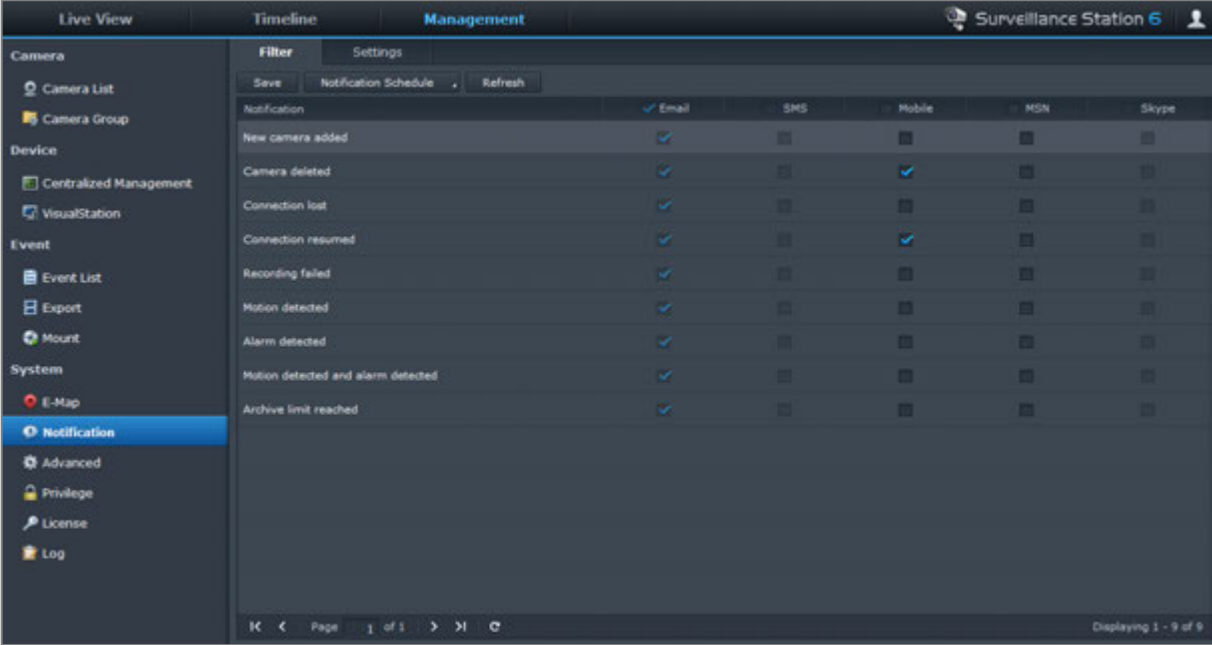 Live View Timeline Management Surveillance Station 6
Camera
Camera List
Camera Group
Device
Centralized Management
VisualStation
Event
Event List
Export
Mount
System
E-Map
Notification
Advanced
Privilege
License
Log
Filter Settings
Save Notification Schedule Refresh
Notification Email SMS Mobile MSN Skype
New camera added
Camera deleted
Connection lost
Connection resumed
Recording failed
Motion detected
Alarm detected
Motion detected and alarm detected
Archive limit reached
Page 1 of 1 Displaying 1 - 9 of 9